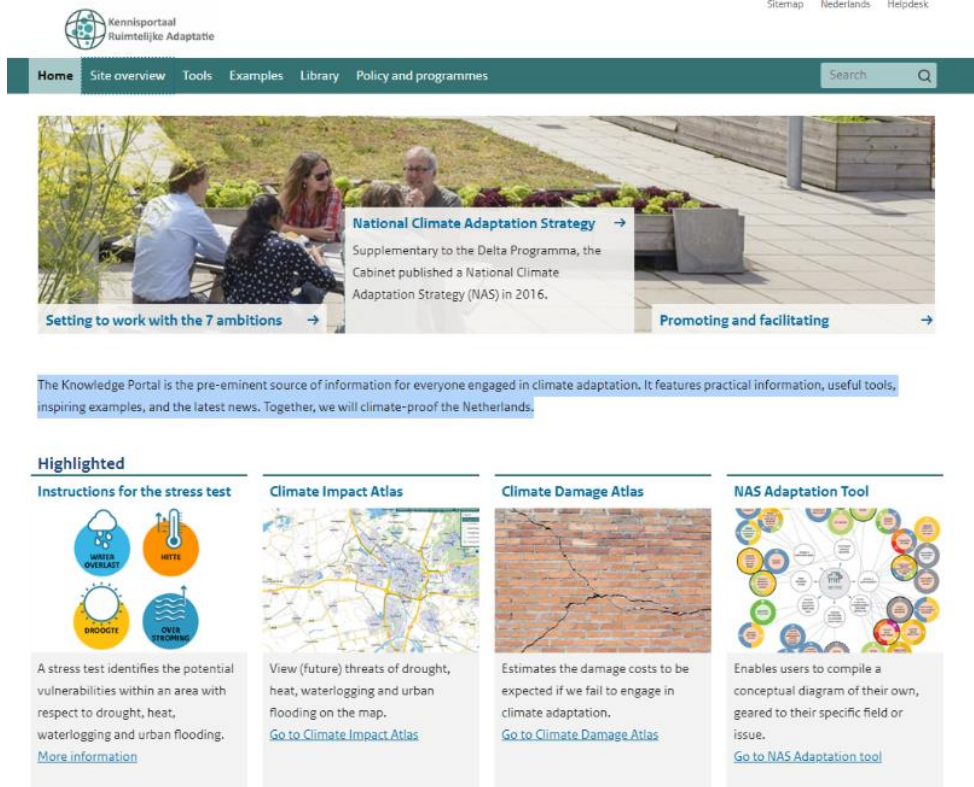 Sitemap Nederlands Helpdesk
Kennisportaal
Ruimtelijke Adaptatie
Home Site overview Tools Examples Library Policy and programmes Search
National Climate Adaptation Strategy →
Supplementary to the Delta Programma, the
Cabinet published a National Climate
Adaptation Strategy (NAS) in 2016.
Setting to work with the 7 ambitions →
Promoting and facilitating →
The Knowledge Portal is the pre-eminent source of information for everyone engaged in climate adaptation. It features practical information, useful tools,
inspiring examples, and the latest news. Together, we will climate-proof the Netherlands.
Highlighted
Instructions for the stress test
WATER
OVERLAST
HITTE
DROOGTE
OVER
STROMING
A stress test identifies the potential
vulnerabilities within an area with
respect to drought, heat,
waterlogging and urban flooding.
More information
Climate Impact Atlas
View (future) threats of drought,
heat, waterlogging and urban
flooding on the map.
Go to Climate Impact Atlas
Climate Damage Atlas
Estimates the damage costs to be
expected if we fail to engage in
climate adaptation.
Go to Climate Damage Atlas
NAS Adaptation Tool
Enables users to compile a
conceptual diagram of their own,
geared to their specific field or
issue.
Go to NAS Adaptation tool